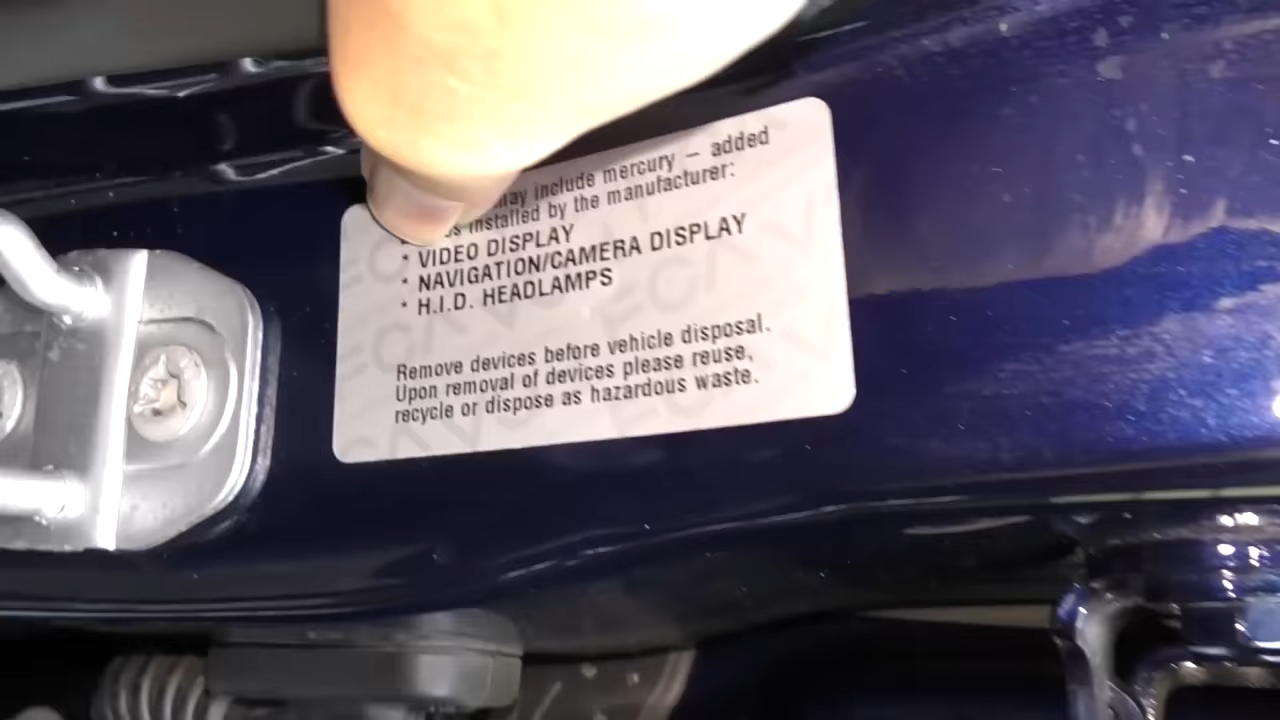 may include mercury – added
installed by the manufacturer:
* VIDEO DISPLAY
* NAVIGATION/CAMERA DISPLAY
* H.I.D. HEADLAMPS
Remove devices before vehicle disposal.
Upon removal of devices please reuse,
recycle or dispose as hazardous waste.